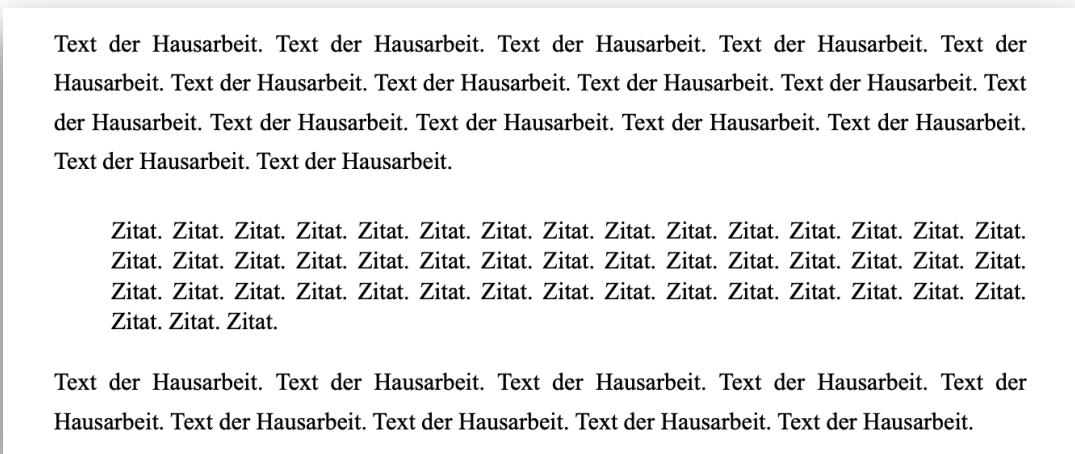 Text der Hausarbeit. Text der Hausarbeit. Text der Hausarbeit. Text der Hausarbeit. Text der
Hausarbeit. Text der Hausarbeit. Text der Hausarbeit. Text der Hausarbeit. Text der Hausarbeit. Text
der Hausarbeit. Text der Hausarbeit. Text der Hausarbeit. Text der Hausarbeit. Text der Hausarbeit.
Text der Hausarbeit. Text der Hausarbeit.
Zitat. Zitat. Zitat. Zitat. Zitat. Zitat. Zitat. Zitat. Zitat. Zitat. Zitat. Zitat. Zitat. Zitat. Zitat.
Zitat. Zitat. Zitat. Zitat. Zitat. Zitat. Zitat. Zitat. Zitat. Zitat. Zitat. Zitat. Zitat. Zitat. Zitat.
Zitat. Zitat. Zitat. Zitat. Zitat. Zitat. Zitat. Zitat. Zitat. Zitat. Zitat. Zitat. Zitat. Zitat. Zitat.
Zitat. Zitat. Zitat.
Text der Hausarbeit. Text der Hausarbeit. Text der Hausarbeit. Text der Hausarbeit. Text der
Hausarbeit. Text der Hausarbeit. Text der Hausarbeit. Text der Hausarbeit. Text der Hausarbeit.